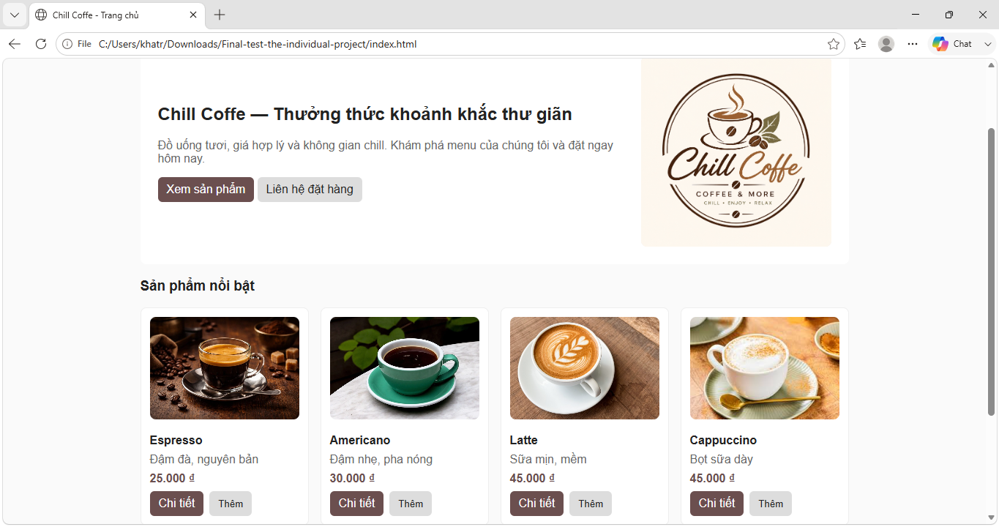 Chill Coffe - Trang chủ
File C:/Users/khatr/Downloads/Final-test-the-individual-project/index.html
Chat
Chill Coffe — Thưởng thức khoảnh khắc thư giãn
Đồ uống tươi, giá hợp lý và không gian chill. Khám phá menu của chúng tôi và đặt ngay
hôm nay.
Xem sản phẩm Liên hệ đặt hàng
Chill Coffe
COFFEE & MORE
CHILL • ENJOY • RELAX
Sản phẩm nổi bật
Espresso
Đậm đà, nguyên bản
25.000 ₫
Chi tiết Thêm
Americano
Đậm nhẹ, pha nóng
30.000 ₫
Chi tiết Thêm
Latte
Sữa mịn, mềm
45.000 ₫
Chi tiết Thêm
Cappuccino
Bọt sữa dày
45.000 ₫
Chi tiết Thêm